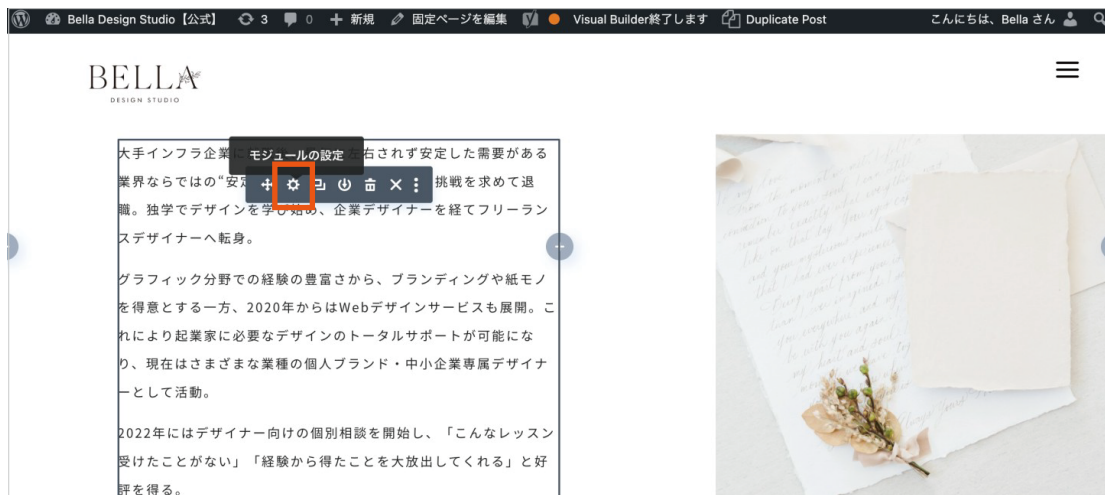 Bella Design Studio【公式】 3 0 + 新規 固定ページを編集 Visual Builder終了します Duplicate Post こんにちは、Bella さん
BELLA
DESIGN STUDIO
モジュールの設定
大手インフラ企業 左右されず安定した需要がある
業界ならではの“安 挑戦を求めて退
職。独学でデザインを学び始め、企業デザイナーを経てフリーラン
スデザイナーへ転身。
グラフィック分野での経験の豊富さから、ブランディングや紙モノ
を得意とする一方、2020年からはWebデザインサービスも展開。こ
れにより起業家に必要なデザインのトータルサポートが可能にな
り、現在はさまざまな業種の個人ブランド・中小企業専属デザイナ
ーとして活動。
2022年にはデザイナー向けの個別相談を開始し、「こんなレッスン
受けたことがない」「経験から得たことを大放出してくれる」と好
評を得る。